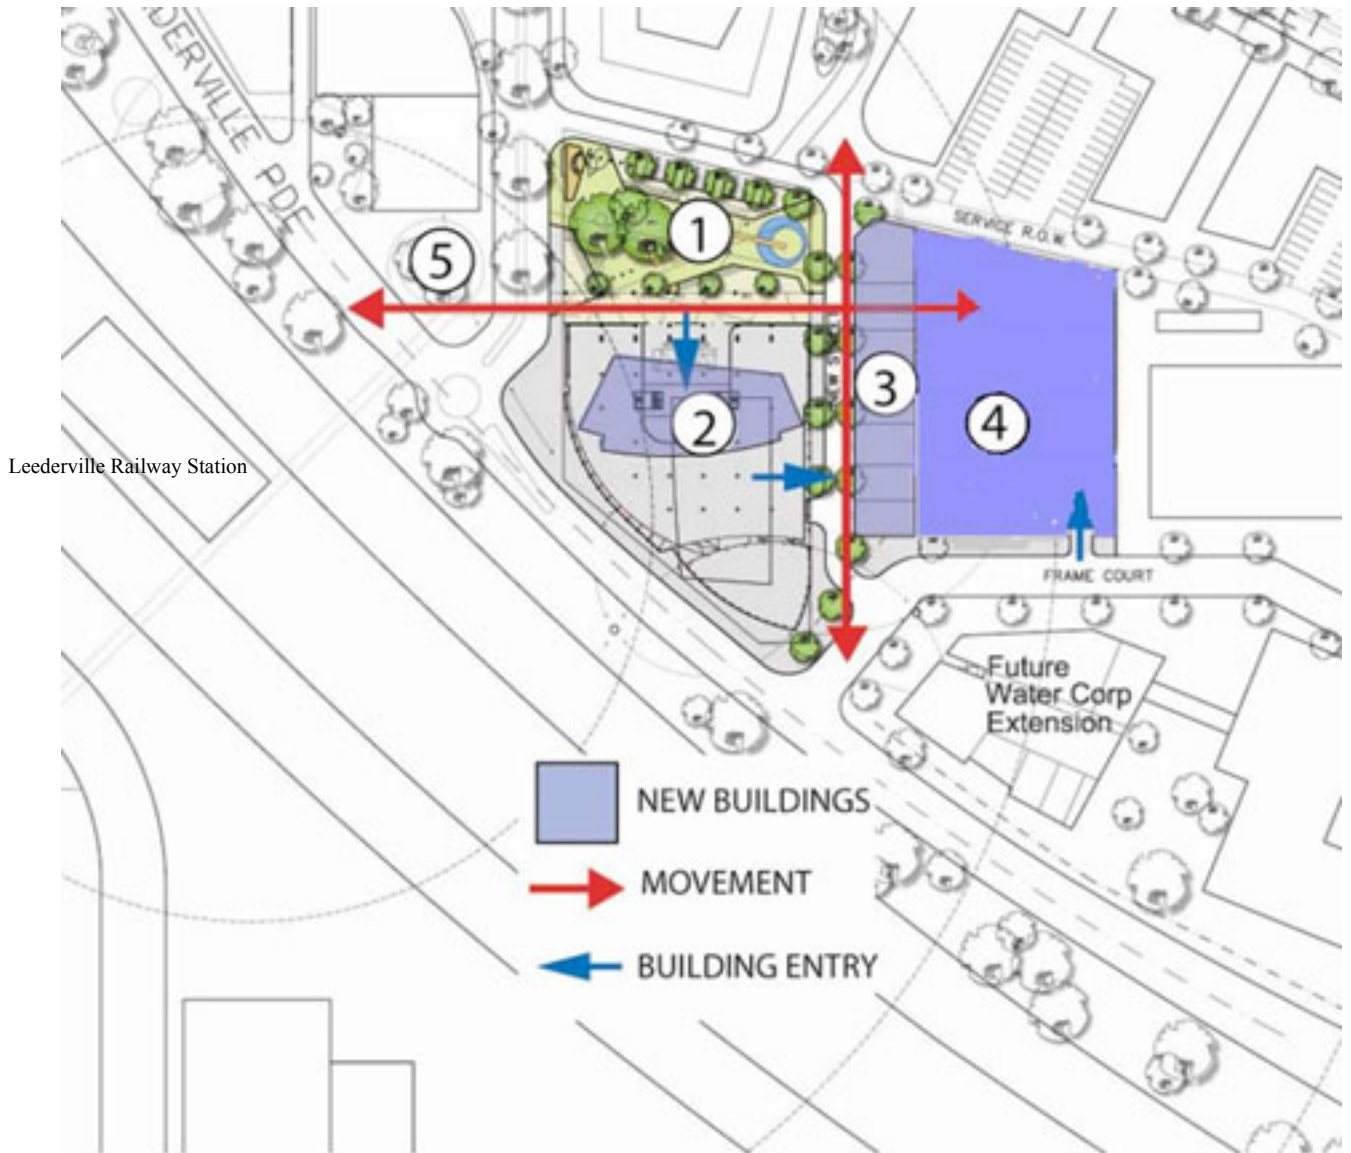 DERVILLE PDE
1
SERVICE R.O.W.
5
3
4
2
Leederville Railway Station
FRAME COURT
Future
Water Corp
Extension
NEW BUILDINGS
MOVEMENT
BUILDING ENTRY